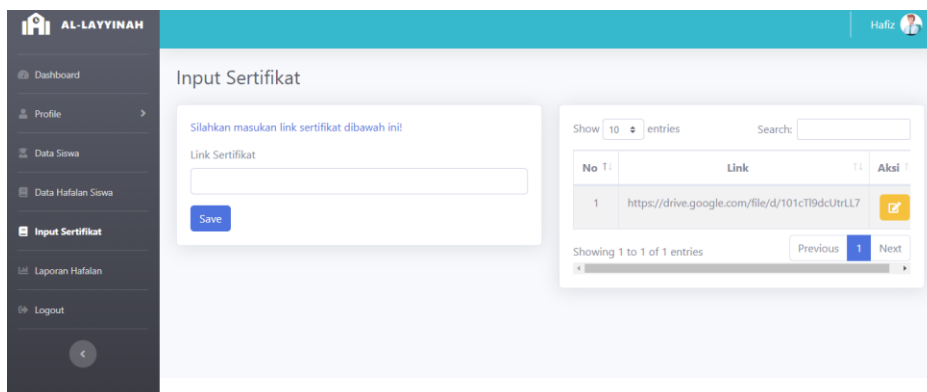 AL-LAYYINAH
Hafiz
Dashboard
Profile
Data Siswa
Data Hafalan Siswa
Input Sertifikat
Laporan Hafalan
Logout
Input Sertifikat
Silahkan masukan link sertifikat dibawah ini!
Link Sertifikat
Save
Show 10 entries Search:
No Link Aksi
1 https://drive.google.com/file/d/101cTl9dcUtrLL7
Showing 1 to 1 of 1 entries Previous 1 Next